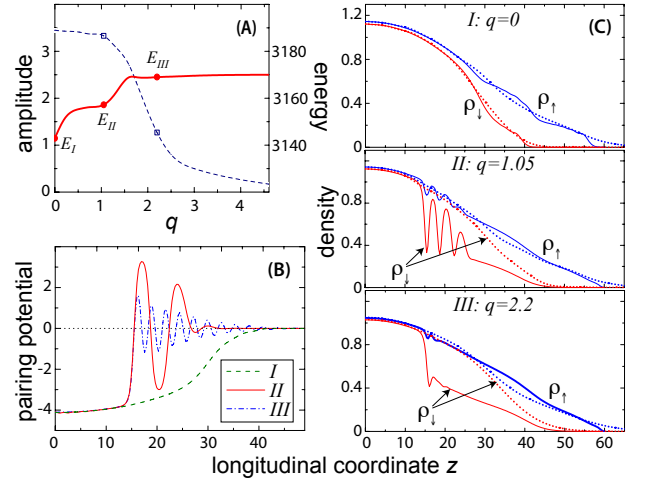 (A)
amplitude
3
2
1
0
0
1
2
3
4
q
3180
3160
3140
energy
E_I
E_II
E_III
(B)
pairing potential
2
0
-2
-4
0
10
20
30
40
I
II
III
(C)
I: q=0
1.2
0.8
0.4
0
ρ↓
ρ↑
II: q=1.05
density
0.8
0.4
0
ρ↓
ρ↑
III: q=2.2
0.8
0.4
0
ρ↓
ρ↑
0
10
20
30
40
50
60
longitudinal coordinate z